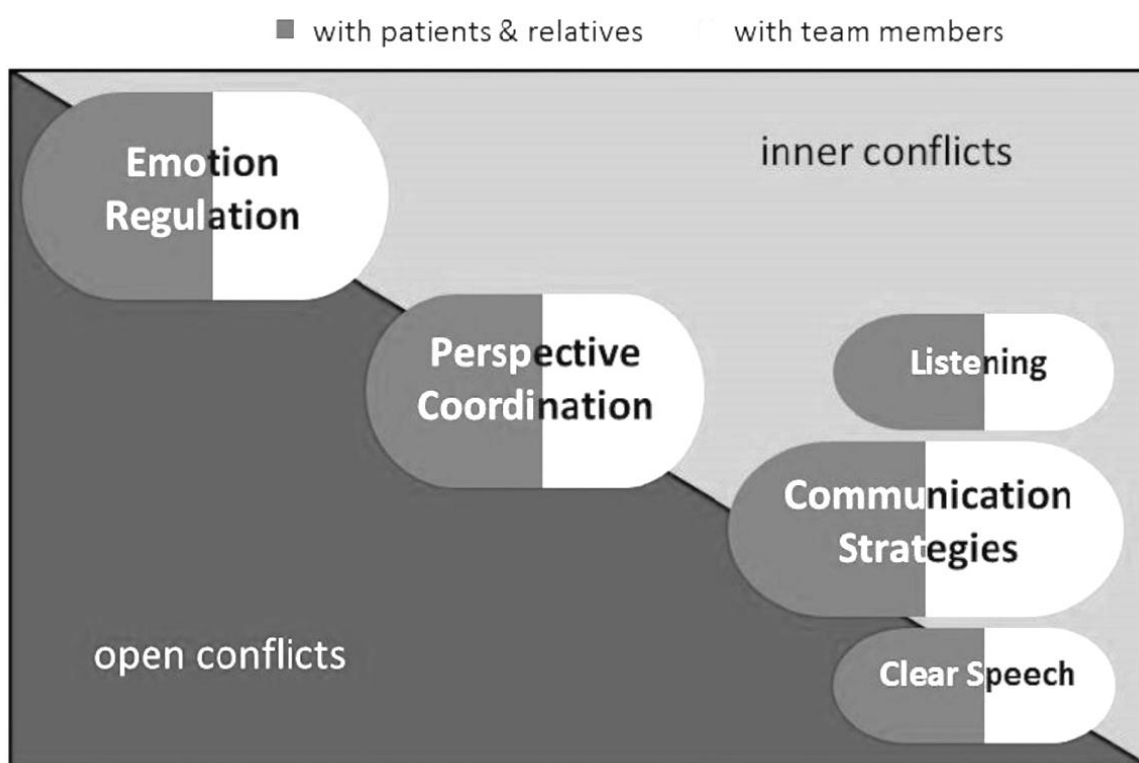 with patients & relatives with team members
inner conflicts
Emotion
Regulation
Perspective
Coordination
Listening
Communication
Strategies
Clear Speech
open conflicts